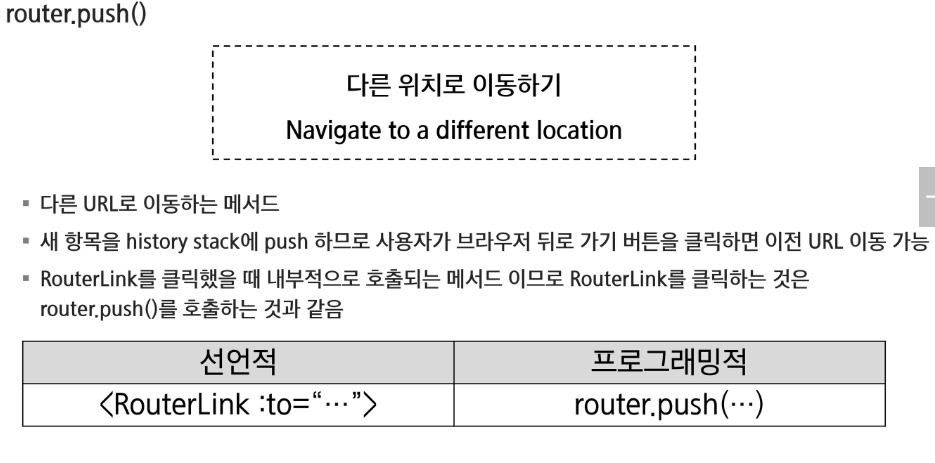 router.push()
다른 위치로 이동하기
Navigate to a different location
▪ 다른 URL로 이동하는 메서드
▪ 새 항목을 history stack에 push 하므로 사용자가 브라우저 뒤로 가기 버튼을 클릭하면 이전 URL 이동 가능
▪ RouterLink를 클릭했을 때 내부적으로 호출되는 메서드 이므로 RouterLink를 클릭하는 것은
router.push()를 호출하는 것과 같음
선언적 프로그래밍적
<RouterLink :to=“…”> router.push(…)